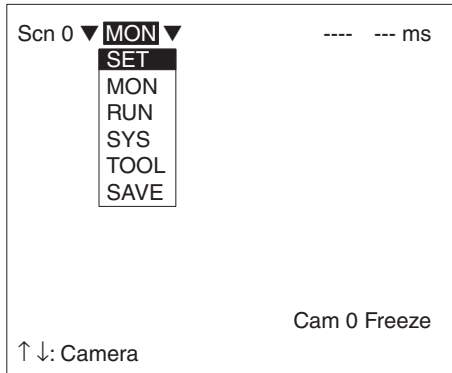 Scn 0 ▼ MON ▼ ---- --- ms
SET
MON
RUN
SYS
TOOL
SAVE
Cam 0 Freeze
↑↓: Camera